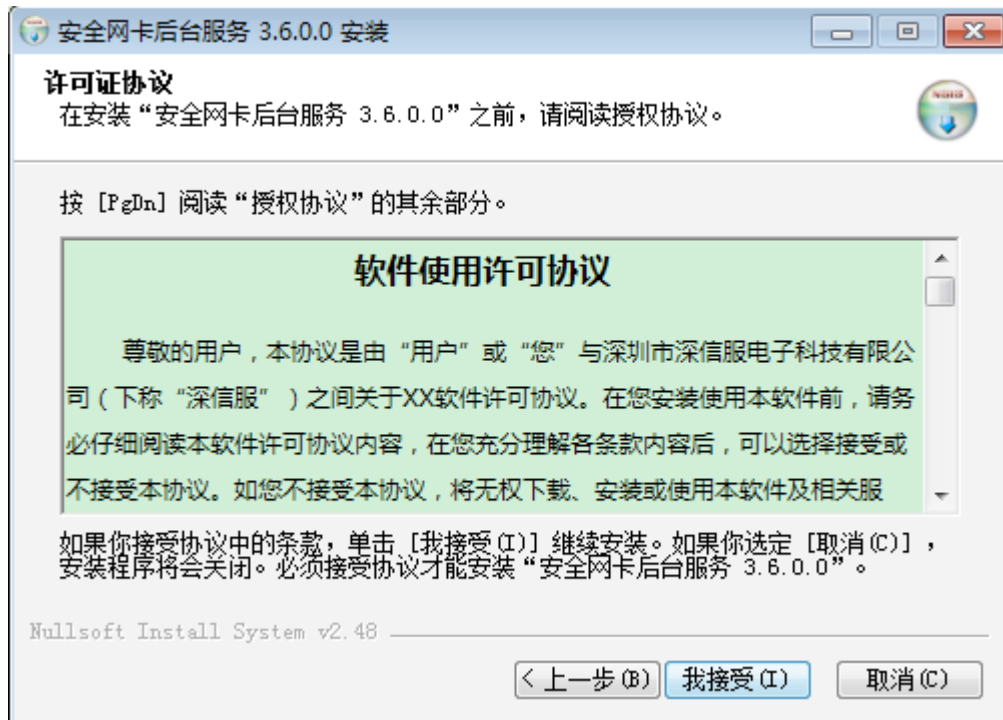 安全网卡后台服务 3.6.0.0 安装
许可证协议
在安装“安全网卡后台服务 3.6.0.0”之前，请阅读授权协议。
按 [PgDn] 阅读“授权协议”的其余部分。
软件使用许可协议
尊敬的用户，本协议是由“用户”或“您”与深圳市深信服电子科技有限公
司（下称“深信服”）之间关于XX软件许可协议。在您安装使用本软件前，请务
必仔细阅读本软件许可协议内容，在您充分理解各条款内容后，可以选择接受或
不接受本协议。如您不接受本协议，将无权下载、安装或使用本软件及相关服
如果你接受协议中的条款，单击 [我接受(I)] 继续安装。如果你选定 [取消(C)]，
安装程序将会关闭。必须接受协议才能安装“安全网卡后台服务 3.6.0.0”。
Nullsoft Install System v2.48
< 上一步(B) 我接受(I) 取消(C)